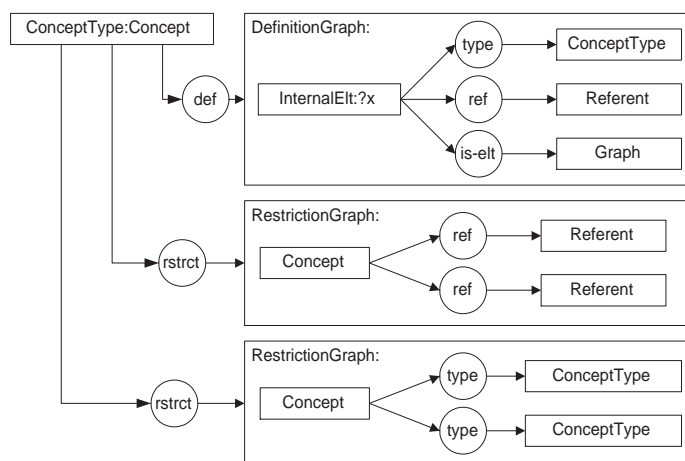 ConceptType:Concept
DefinitionGraph:
type
ConceptType
def
InternalElt:?x
ref
Referent
is-elt
Graph
RestrictionGraph:
ref
Referent
rstrct
Concept
ref
Referent
RestrictionGraph:
type
ConceptType
rstrct
Concept
type
ConceptType